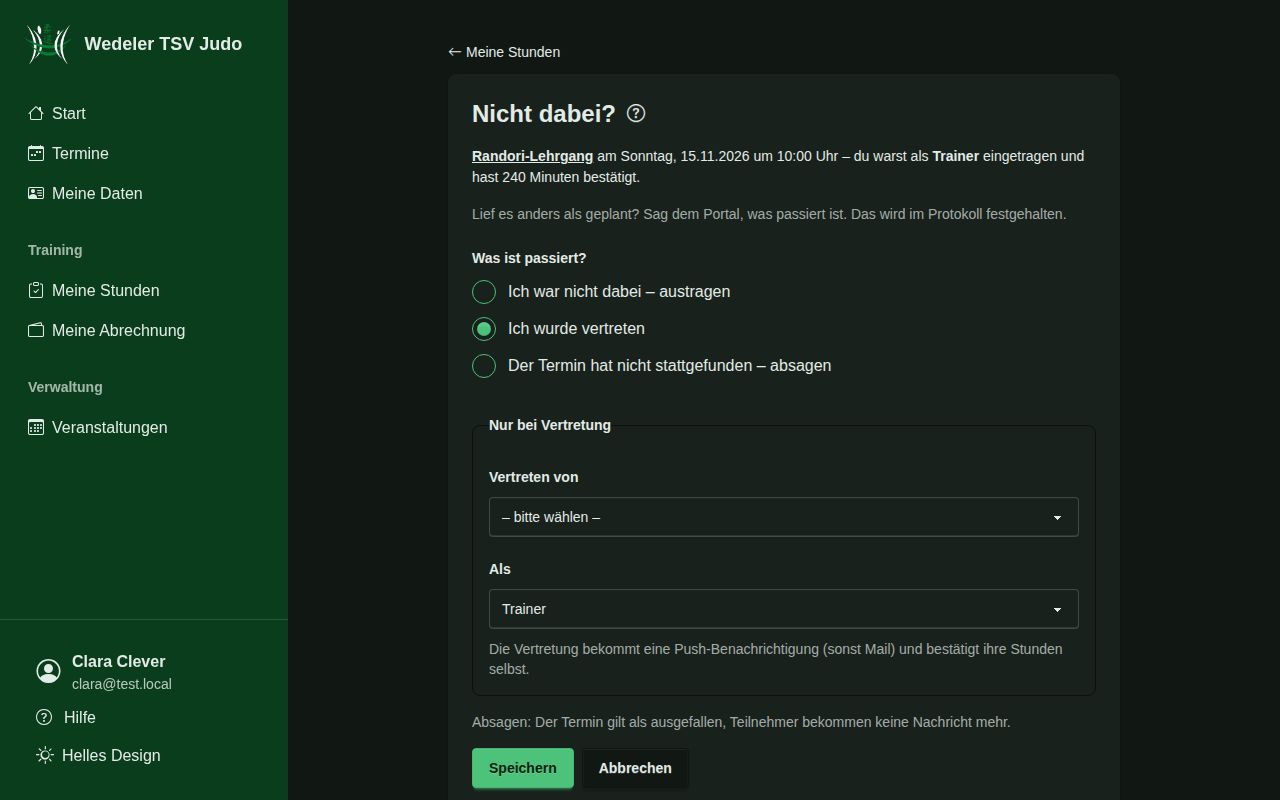 Wedeler TSV Judo
Start
Termine
Meine Daten
Training
Meine Stunden
Meine Abrechnung
Verwaltung
Veranstaltungen
Clara Clever
clara@test.local
Hilfe
Helles Design
← Meine Stunden
Nicht dabei?
Randori-Lehrgang am Sonntag, 15.11.2026 um 10:00 Uhr – du warst als Trainer eingetragen und
hast 240 Minuten bestätigt.
Lief es anders als geplant? Sag dem Portal, was passiert ist. Das wird im Protokoll festgehalten.
Was ist passiert?
Ich war nicht dabei – austragen
Ich wurde vertreten
Der Termin hat nicht stattgefunden – absagen
Nur bei Vertretung
Vertreten von
– bitte wählen –
Als
Trainer
Die Vertretung bekommt eine Push-Benachrichtigung (sonst Mail) und bestätigt ihre Stunden
selbst.
Absagen: Der Termin gilt als ausgefallen, Teilnehmer bekommen keine Nachricht mehr.
Speichern
Abbrechen